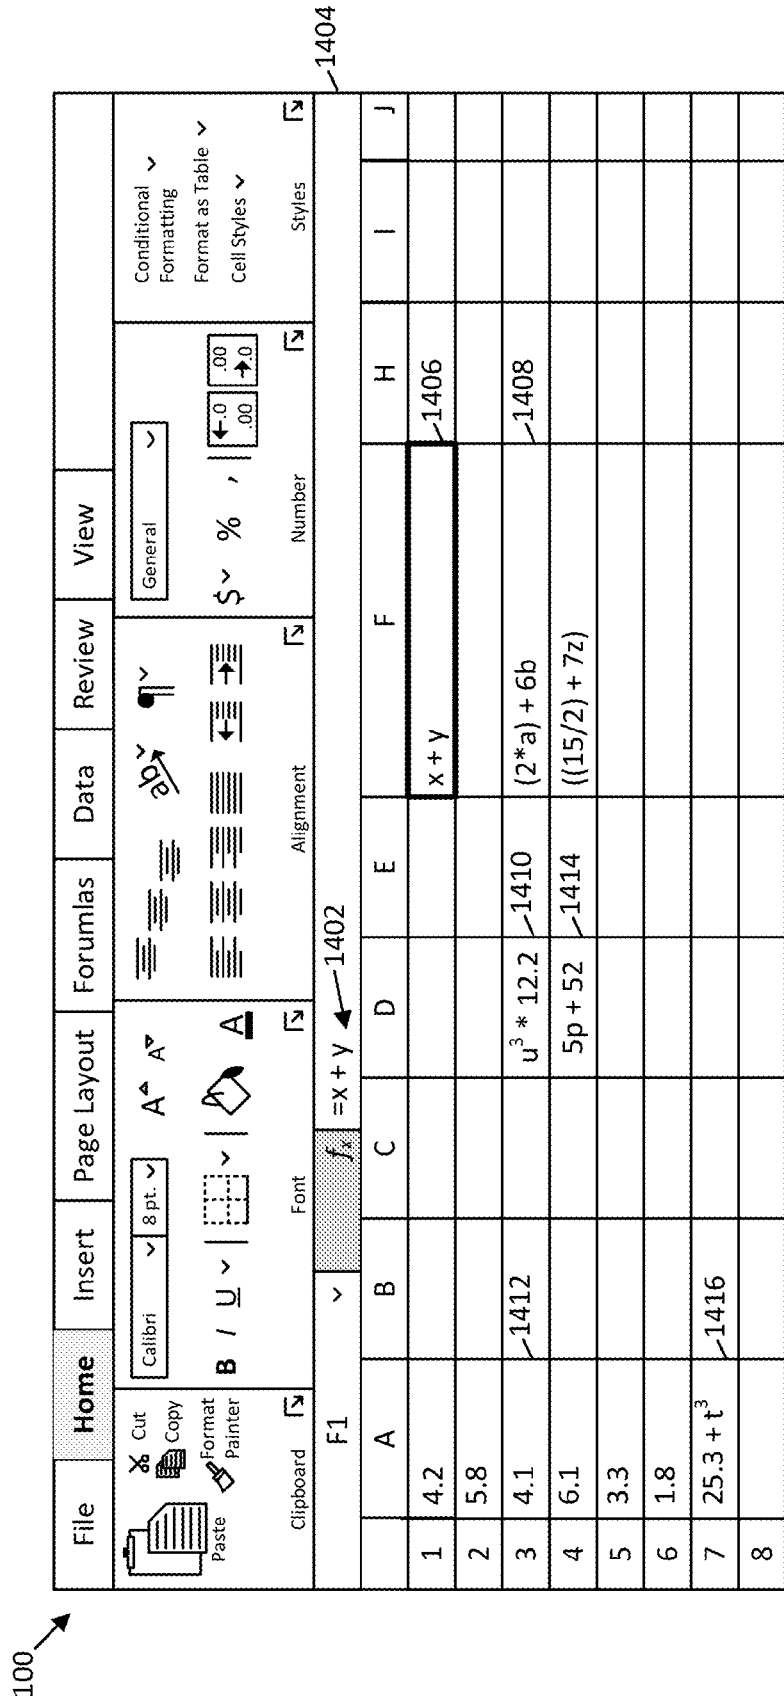 100
File Home Insert Page Layout Forumlas Data Review View
Paste
Cut
Copy
Format
Painter
Clipboard
Calibri 8 pt. A A
B I U A
Font
ab
Alignment
General
$ % , .0 .00 .00 .0
Number
Conditional
Formatting
Format as Table
Cell Styles
Styles
F1 fx =x + y 1402
1404
A B C D E F H I J
1 4.2 x + y 1406
2 5.8
3 4.1 1412 u³ * 12.2 1410 (2*a) + 6b 1408
4 6.1 5p + 52 1414 ((15/2) + 7z)
5 3.3
6 1.8
7 25.3 + t³ 1416
8